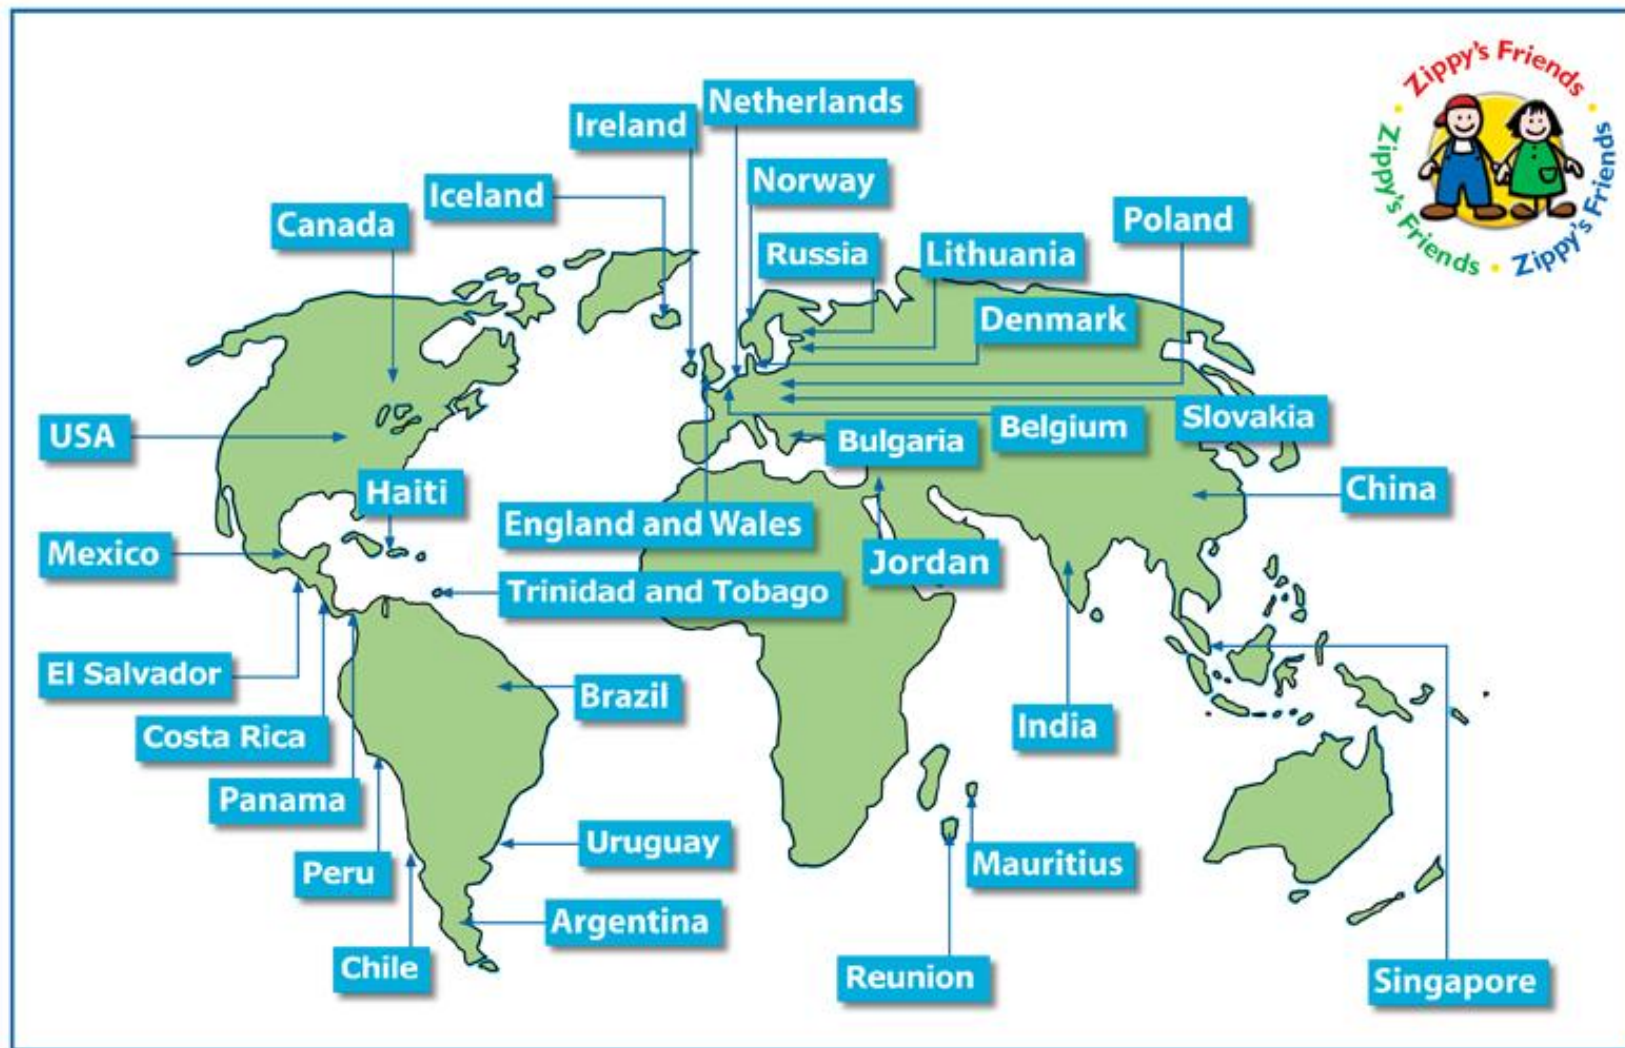 Zippy's Friends · Zippy's Friends · Zippy's Friends ·
Netherlands
Ireland
Norway
Iceland
Poland
Canada
Russia
Lithuania
Denmark
Slovakia
Belgium
USA
Bulgaria
Haiti
China
England and Wales
Mexico
Jordan
Trinidad and Tobago
El Salvador
Brazil
India
Costa Rica
Panama
Uruguay
Mauritius
Peru
Argentina
Chile
Reunion
Singapore